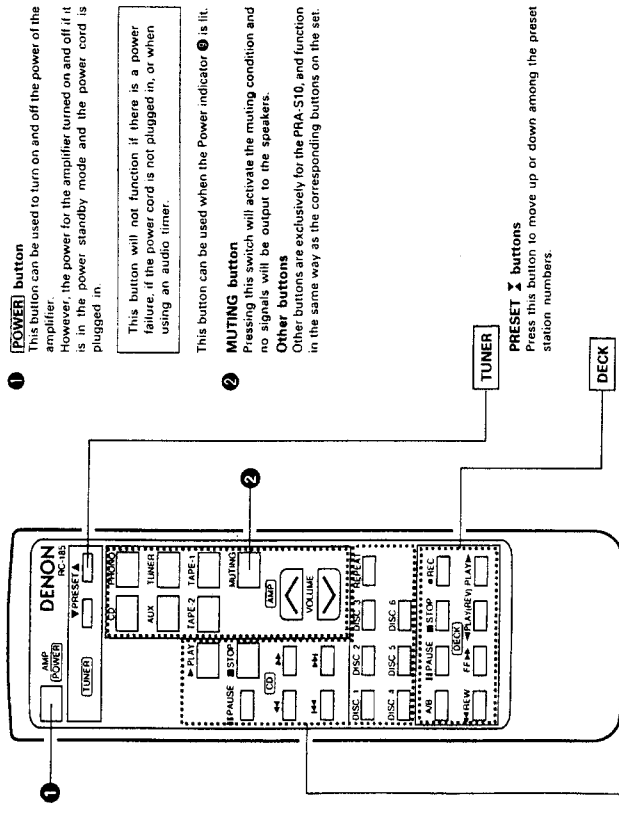 ❶ POWER button
This button can be used to turn on and off the power of the
amplifier.
However, the power for the amplifier turned on and off if it
is in the power standby mode and the power cord is
plugged in.
This button will not function if there is a power
failure, if the power cord is not plugged in, or when
using an audio timer.
This button can be used when the Power indicator ❾ is lit.
❷ MUTING button
Pressing this switch will activate the muting condition and
no signals will be output to the speakers.
Other buttons
Other buttons are exclusively for the PRA-S10, and function
in the same way as the corresponding buttons on the set.
TUNER
PRESET ▲▼ buttons
Press this button to move up or down among the preset
station numbers.
DECK
❶
❷
AMP
POWER
DENON
RC-185
▼PRESET▲
TUNER
CD PHONO
AUX TUNER
TAPE-2 TAPE-1
►PLAY MUTING
❙❙PAUSE ■STOP AMP
◄◄ ►► VOLUME
CD
I◄◄ ►►I
DISC 1 DISC 2 DISC 3 REPEAT
DISC 4 DISC 5 DISC 6
A/B ❙❙PAUSE ■STOP ●REC
DECK
◄◄REW FF►► ◄PLAY(REV) PLAY►